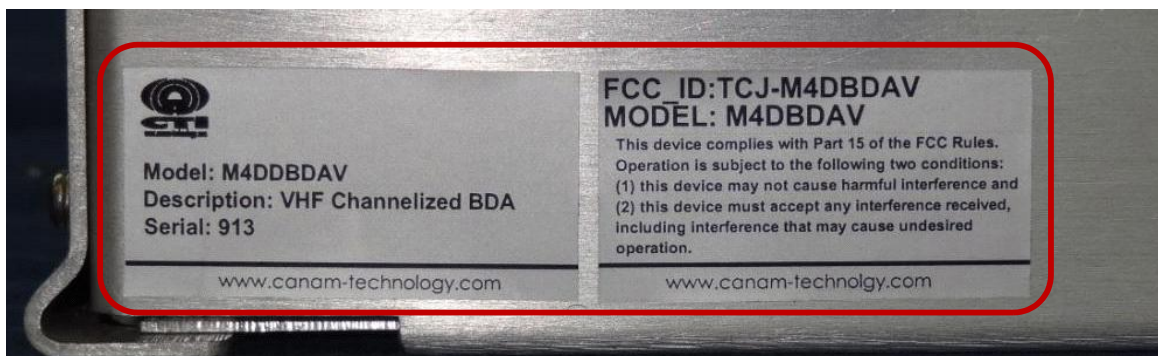 CTI
Model: M4DDBDAV
Description: VHF Channelized BDA
Serial: 913
www.canam-technology.com
FCC_ID:TCJ-M4DBDAV
MODEL: M4DBDAV
This device complies with Part 15 of the FCC Rules.
Operation is subject to the following two conditions:
(1) this device may not cause harmful interference and
(2) this device must accept any interference received,
including interference that may cause undesired
operation.
www.canam-technolgy.com